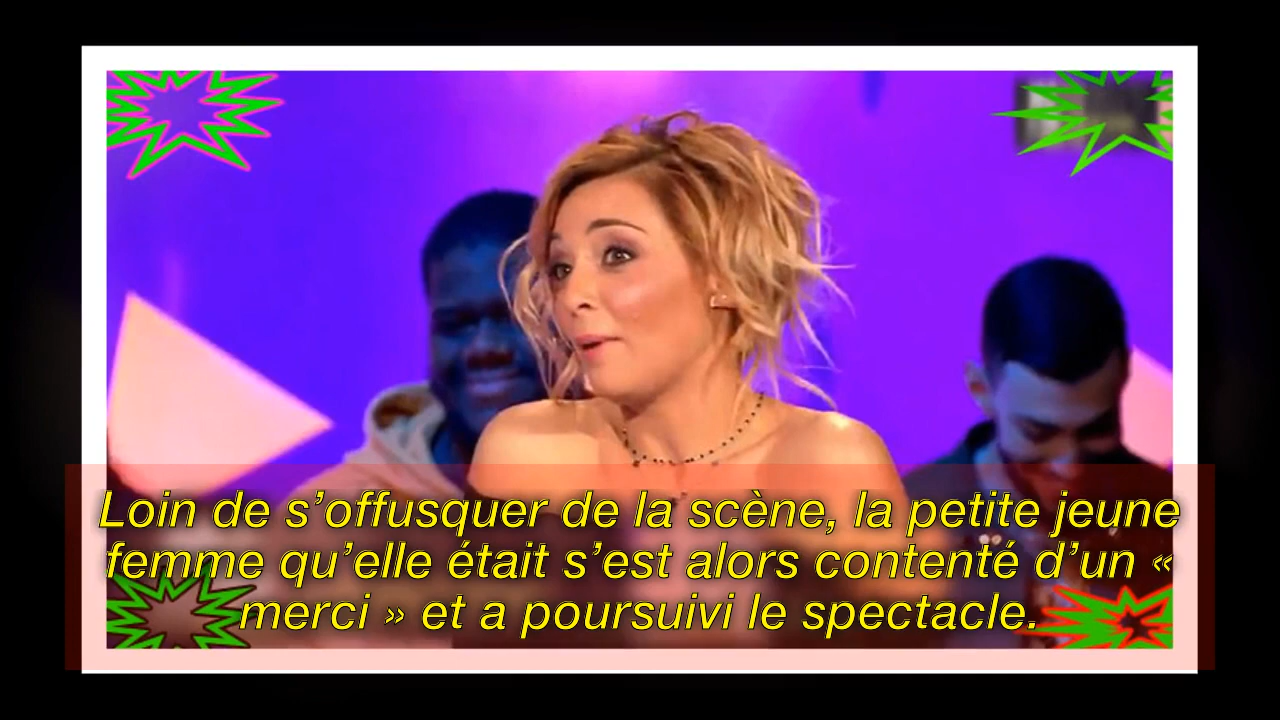 Loin de s’offusquer de la scène, la petite jeune
femme qu’elle était s’est alors contenté d’un «
merci » et a poursuivi le spectacle.